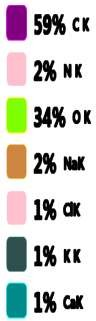 59% C K
2% N K
34% O K
2% NaK
1% ClK
1% K K
1% CaK